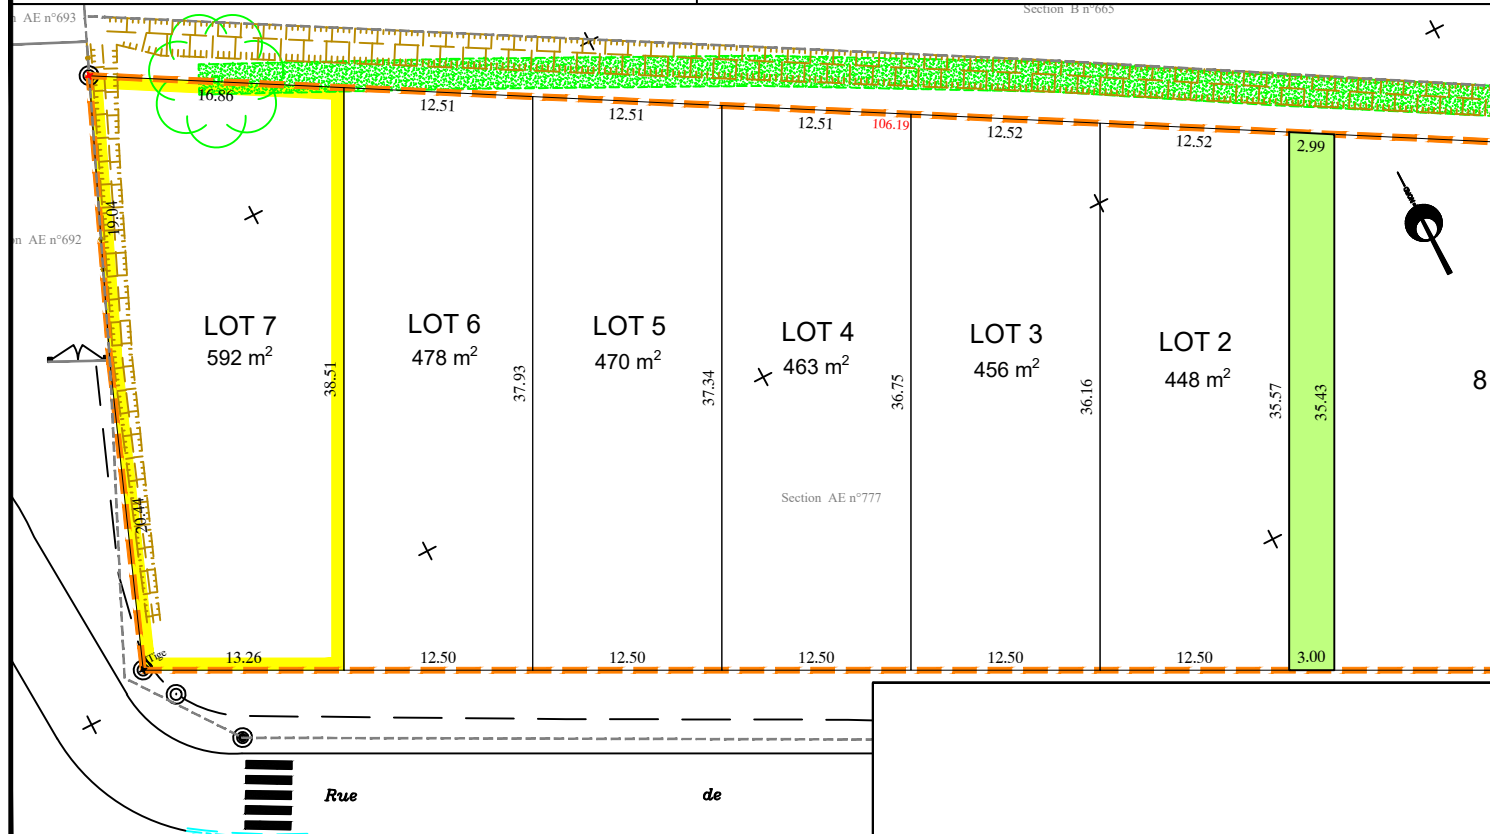 AE n°693
Section B n°665
16.86
12.51
12.51
12.51
106.19
12.52
12.52
2.99
NORD
19.04
AE n°692
LOT 7
592 m²
LOT 6
478 m²
LOT 5
470 m²
LOT 4
463 m²
LOT 3
456 m²
LOT 2
448 m²
8
38.51
37.93
37.34
36.75
36.16
35.57
35.43
Section AE n°777
20.44
Tige
13.26
12.50
12.50
12.50
12.50
12.50
3.00
Rue
de